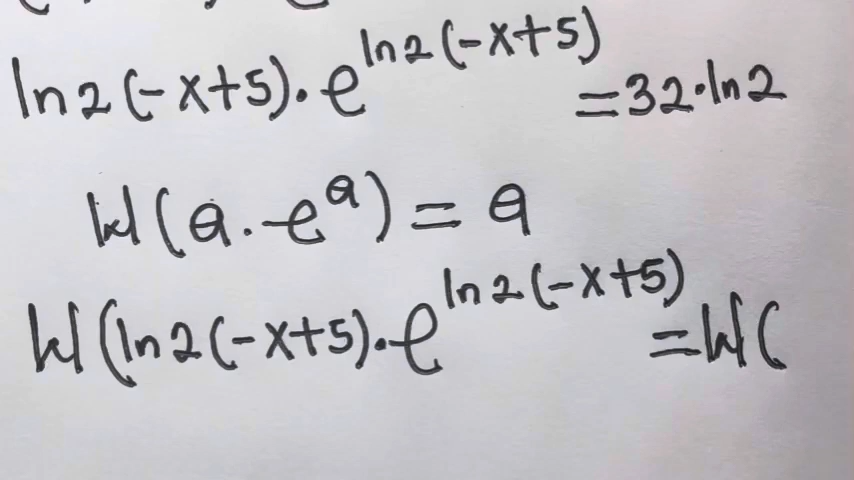 ln2(-x+5)·e^ln2(-x+5) =32·ln2
W(a·e^a)=a
W(ln2(-x+5)·e^ln2(-x+5) =W(